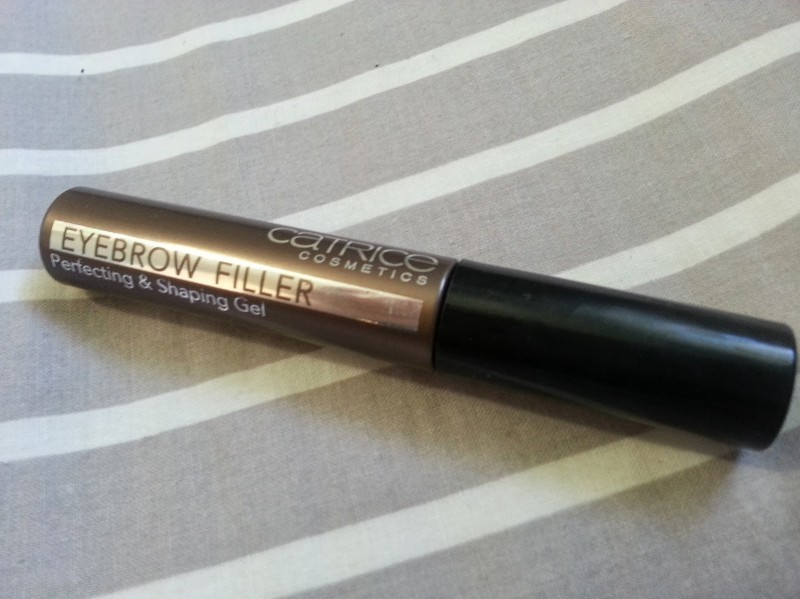 CATRICE
COSMETICS
EYEBROW FILLER
Perfecting & Shaping Gel